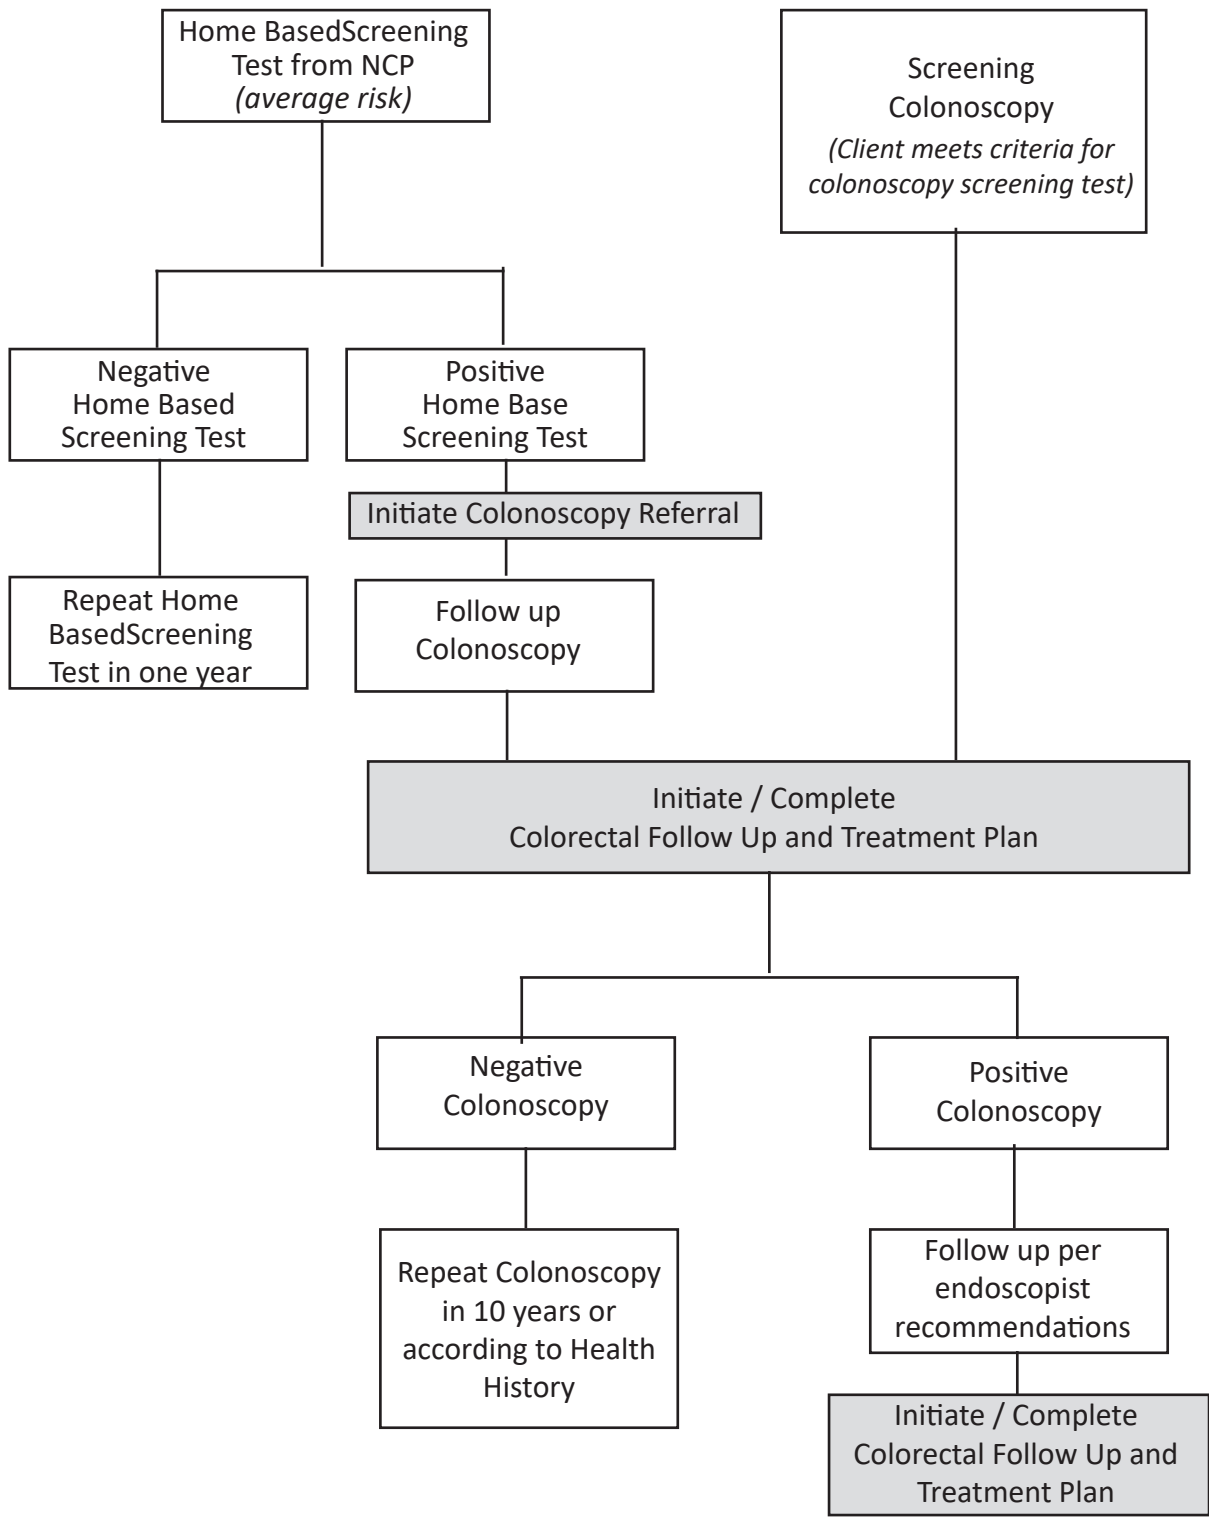 Home BasedScreening
Test from NCP
(average risk)
Screening
Colonoscopy
(Client meets criteria for
colonoscopy screening test)
Negative
Home Based
Screening Test
Positive
Home Base
Screening Test
Initiate Colonoscopy Referral
Repeat Home
BasedScreening
Test in one year
Follow up
Colonoscopy
Initiate / Complete
Colorectal Follow Up and Treatment Plan
Negative
Colonoscopy
Positive
Colonoscopy
Repeat Colonoscopy
in 10 years or
according to Health
History
Follow up per
endoscopist
recommendations
Initiate / Complete
Colorectal Follow Up and
Treatment Plan